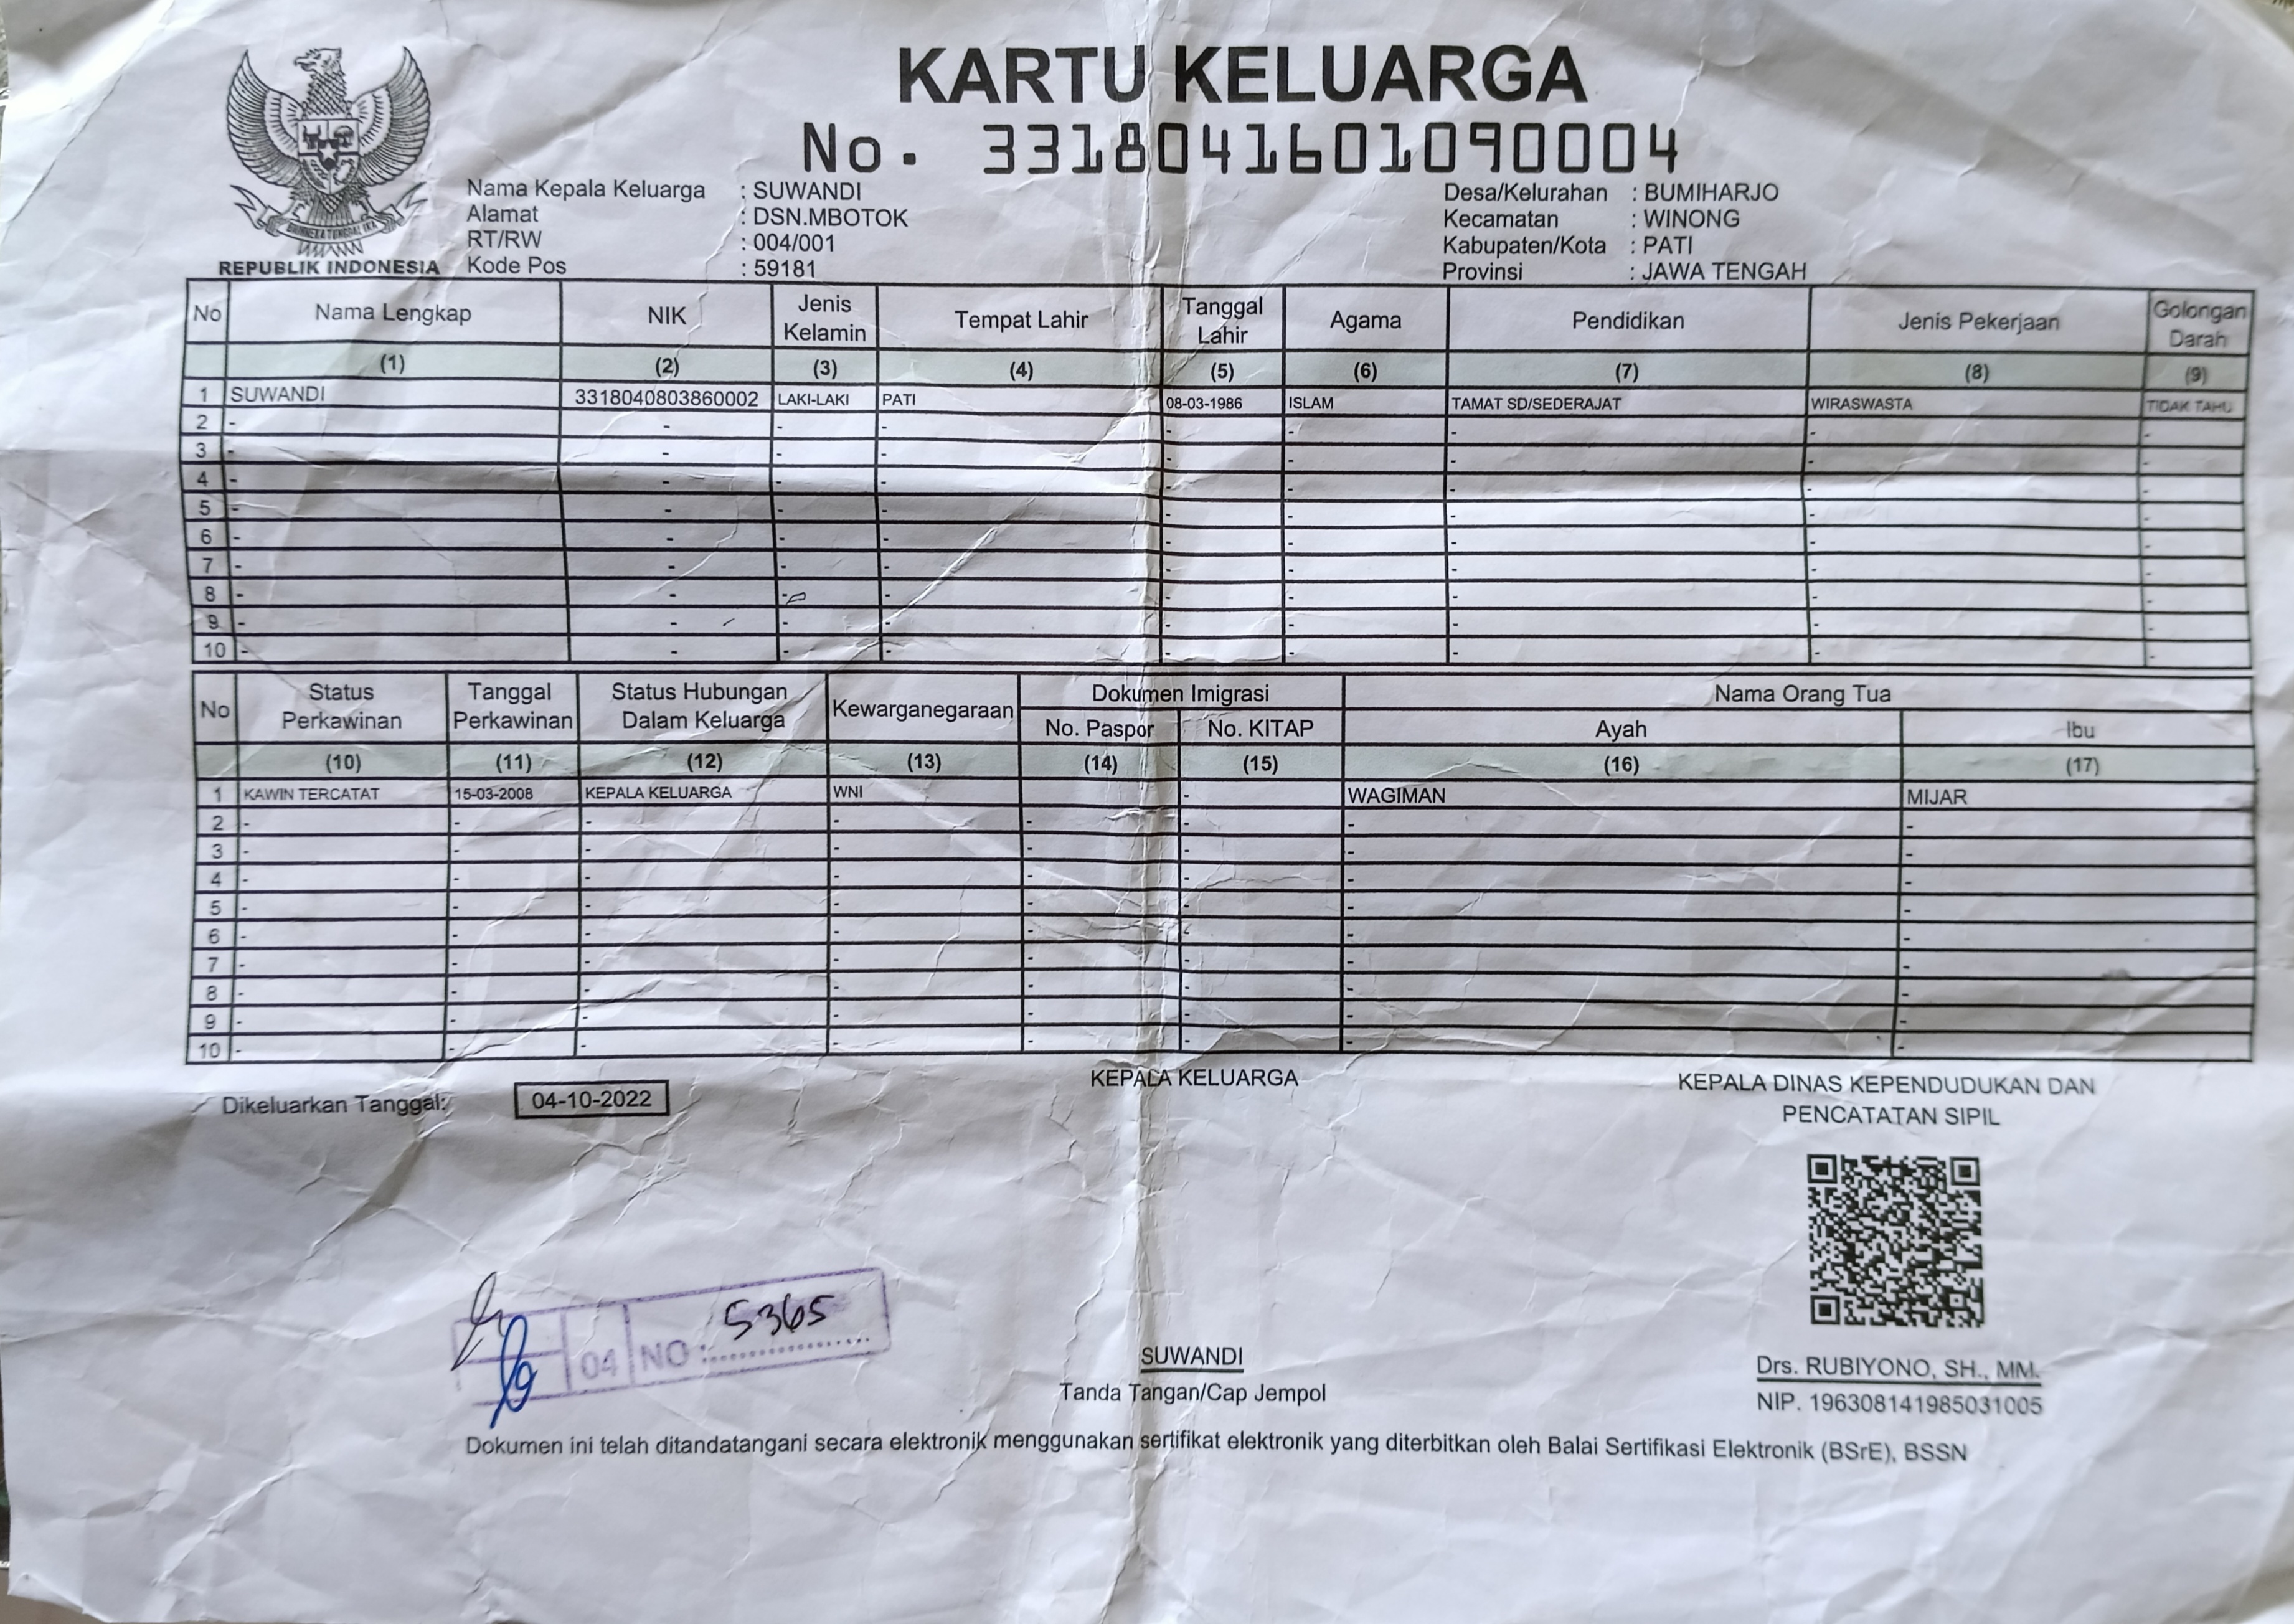 KARTU KELUARGA
No. 3318041601090004
BHINNEKA TUNGGAL IKA
REPUBLIK INDONESIA
Nama Kepala Keluarga : SUWANDI
Alamat : DSN.MBOTOK
RT/RW : 004/001
Kode Pos : 59181
Desa/Kelurahan : BUMIHARJO
Kecamatan : WINONG
Kabupaten/Kota : PATI
Provinsi : JAWA TENGAH
No Nama Lengkap NIK Jenis Kelamin Tempat Lahir Tanggal Lahir Agama Pendidikan Jenis Pekerjaan Golongan Darah
(1) (2) (3) (4) (5) (6) (7) (8) (9)
1 SUWANDI 3318040803860002 LAKI-LAKI PATI 08-03-1986 ISLAM TAMAT SD/SEDERAJAT WIRASWASTA TIDAK TAHU
2 - - - - - - - - -
3 - - - - - - - - -
4 - - - - - - - - -
5 - - - - - - - - -
6 - - - - - - - - -
7 - - - - - - - - -
8 - - - - - - - - -
9 - - - - - - - - -
10 - - - - - - - - -
No Status Perkawinan Tanggal Perkawinan Status Hubungan Dalam Keluarga Kewarganegaraan Dokumen Imigrasi Nama Orang Tua
No. Paspor No. KITAP Ayah Ibu
(10) (11) (12) (13) (14) (15) (16) (17)
1 KAWIN TERCATAT 15-03-2008 KEPALA KELUARGA WNI - WAGIMAN MIJAR
2 - - - - - - - -
3 - - - - - - - -
4 - - - - - - - -
5 - - - - - - - -
6 - - - - - - - -
7 - - - - - - - -
8 - - - - - - - -
9 - - - - - - - -
10 - - - - - - - -
Dikeluarkan Tanggal: 04-10-2022
KEPALA KELUARGA
KEPALA DINAS KEPENDUDUKAN DAN
PENCATATAN SIPIL
04 NO : 5365
SUWANDI
Tanda Tangan/Cap Jempol
Drs. RUBIYONO, SH., MM.
NIP. 196308141985031005
Dokumen ini telah ditandatangani secara elektronik menggunakan sertifikat elektronik yang diterbitkan oleh Balai Sertifikasi Elektronik (BSrE), BSSN